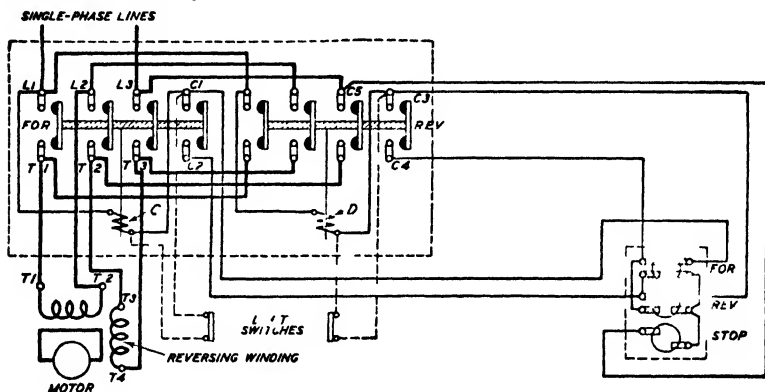 SINGLE-PHASE LINES
L1 L2 L3 C1 C5 C3
FOR REV
T1 T2 T3 C4
C D
T1 T2 T3 FOR
REV
SWITCHES STOP
REVERSING WINDING
MOTOR T4